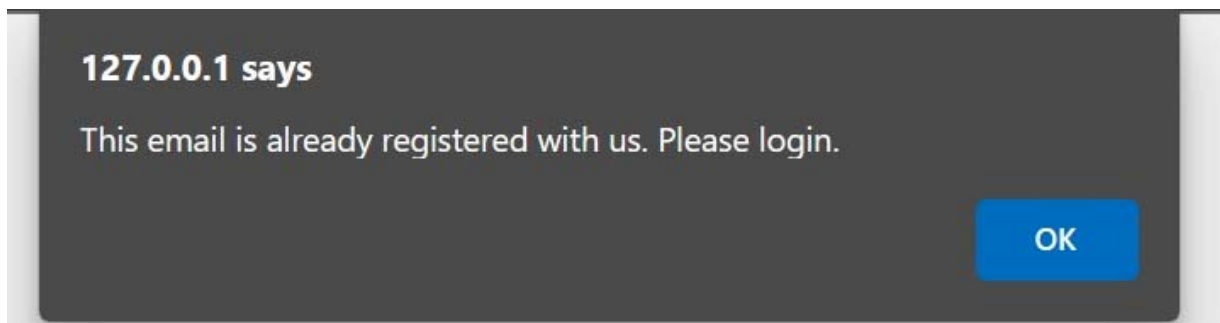 127.0.0.1 says
This email is already registered with us. Please login.
OK